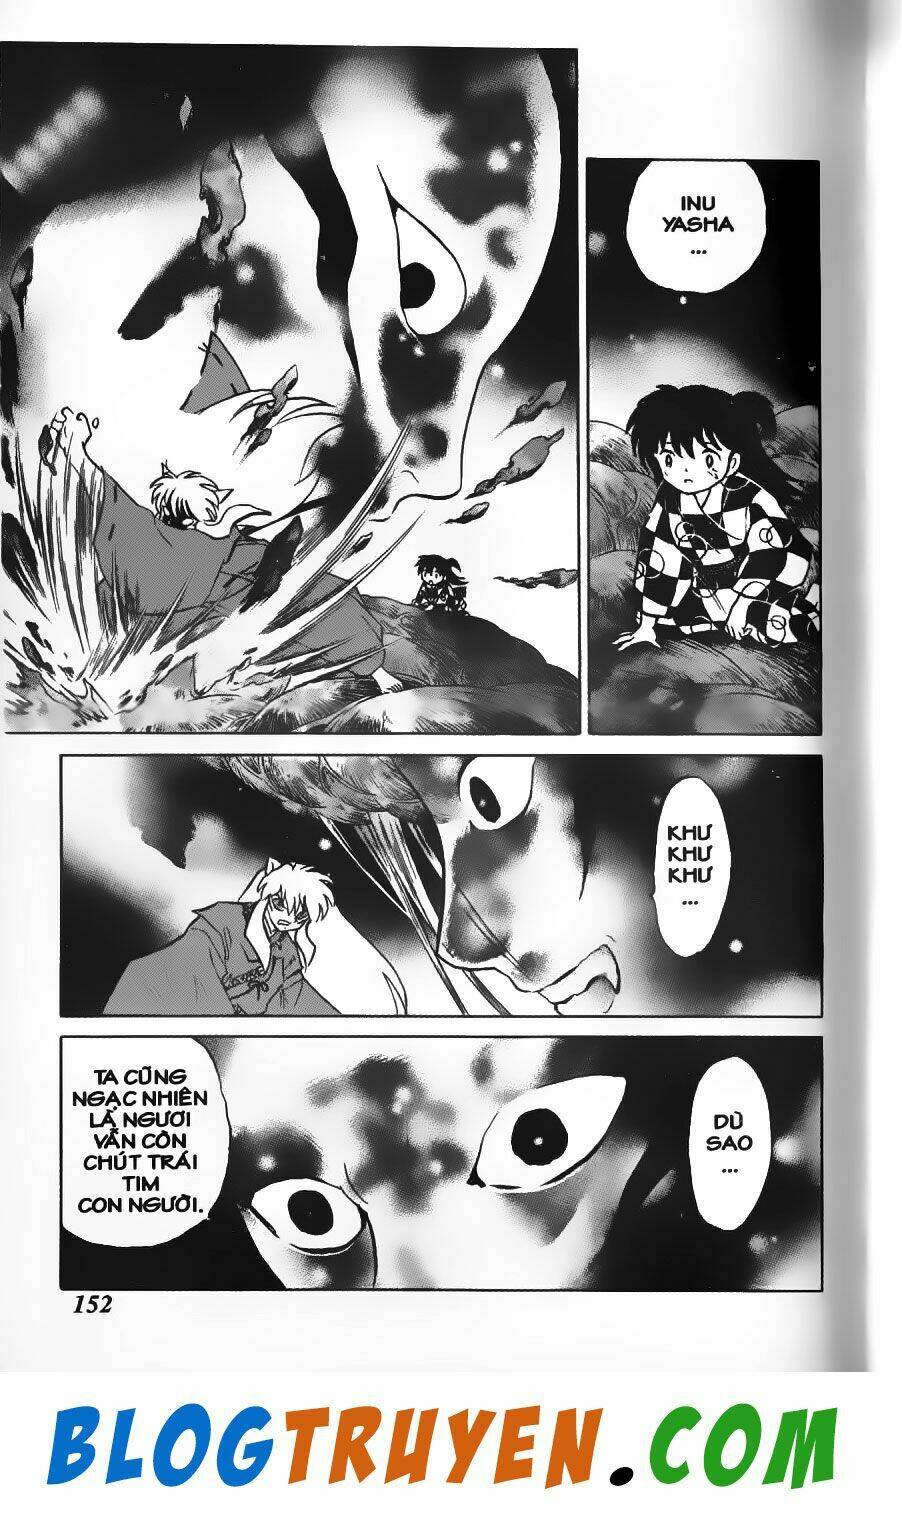 INU
YASHA
...
KHƯ
KHƯ
KHƯ
...
DÙ
SAO
...
TA CŨNG
NGẠC NHIÊN
LÀ NGƯƠI
VẪN CÒN
CHÚT TRÁI
TIM
CON NGƯỜI.
152
BLOGTRUYEN.COM